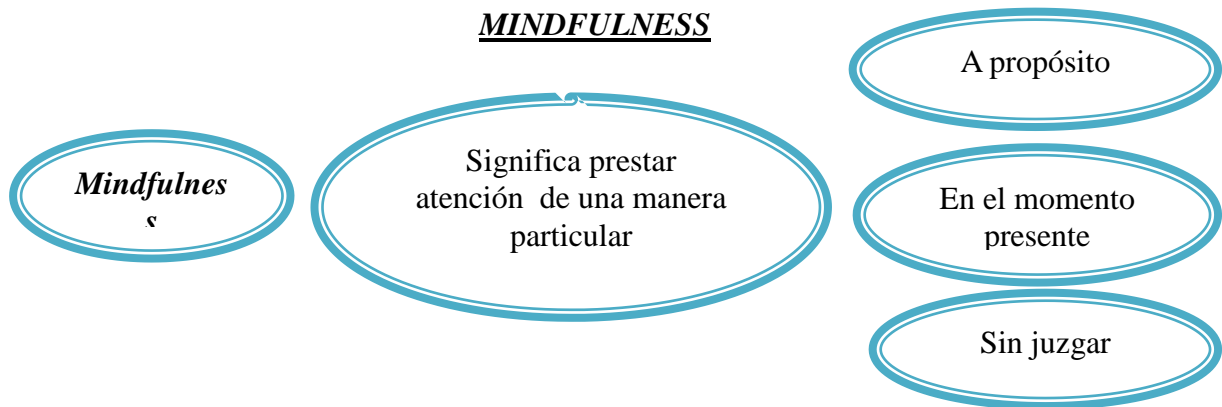 MINDFULNESS
Mindfulnes
s
Significa prestar
atención de una manera
particular
A propósito
En el momento
presente
Sin juzgar